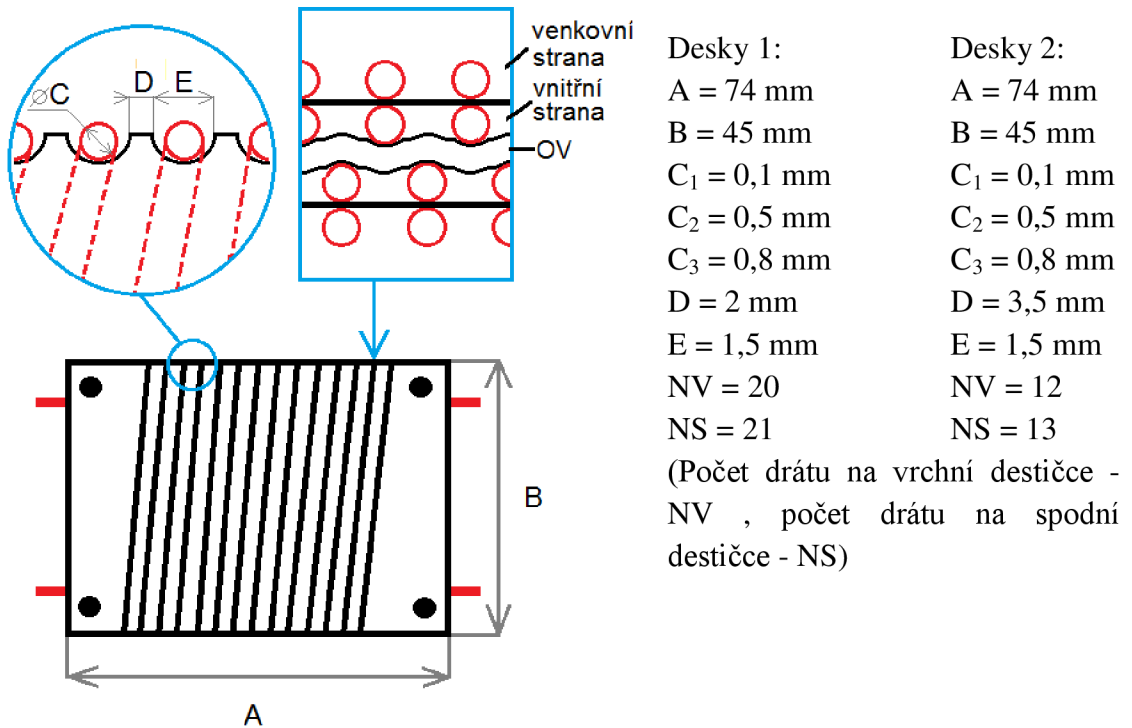 venkovní
strana
vnitřní
strana
OV
D E
⌀C
B
A
Desky 1:
A = 74 mm
B = 45 mm
C₁ = 0,1 mm
C₂ = 0,5 mm
C₃ = 0,8 mm
D = 2 mm
E = 1,5 mm
NV = 20
NS = 21
Desky 2:
A = 74 mm
B = 45 mm
C₁ = 0,1 mm
C₂ = 0,5 mm
C₃ = 0,8 mm
D = 3,5 mm
E = 1,5 mm
NV = 12
NS = 13
(Počet drátu na vrchní destičce -
NV , počet drátu na spodní
destičce - NS)